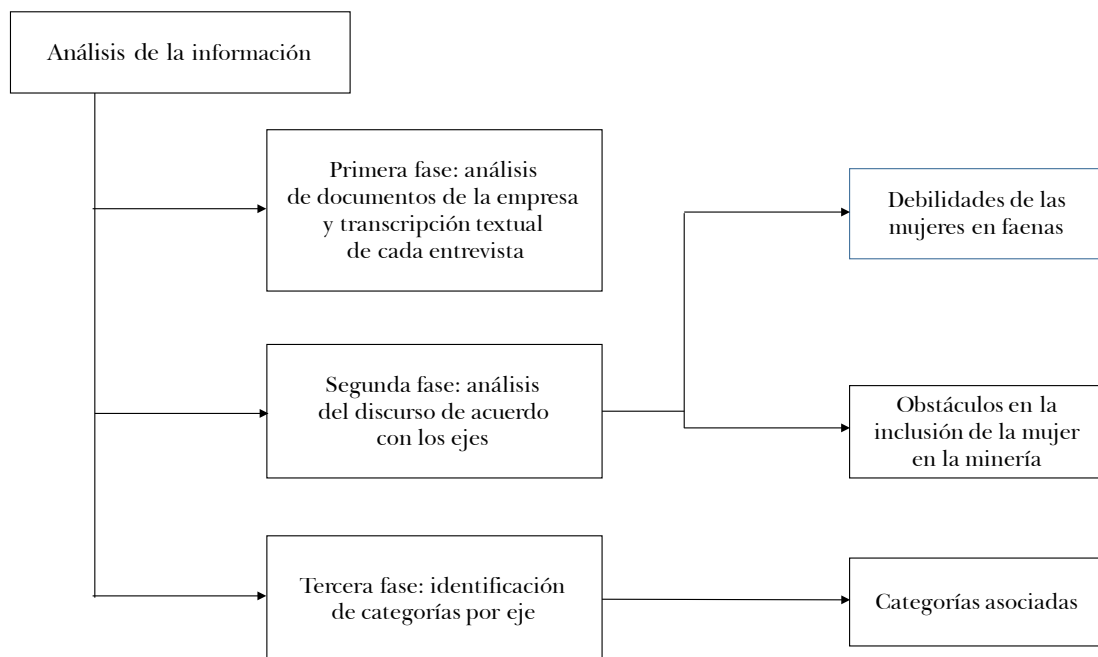 Análisis de la información
Primera fase: análisis
de documentos de la empresa
y transcripción textual
de cada entrevista
Debilidades de las
mujeres en faenas
Segunda fase: análisis
del discurso de acuerdo
con los ejes
Obstáculos en la
inclusión de la mujer
en la minería
Tercera fase: identificación
de categorías por eje
Categorías asociadas